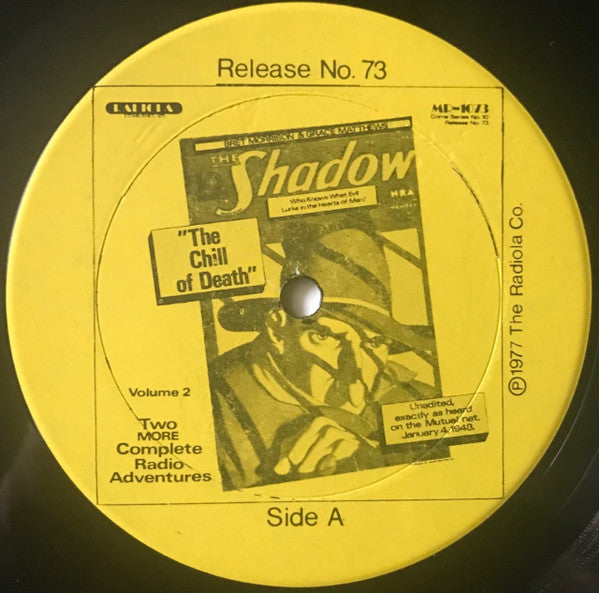 Release No. 73
RADIOLA
MR-1073
Crime Series No. 10
Release No. 73
BRET MORRISON & GRACE MATTHEWS
THE
Shadow
Who Knows What Evil
Lurks in the Hearts of Men?
NRA
"The
Chill
of Death"
Volume 2
Two
MORE
Complete
Radio
Adventures
Unedited,
exactly as heard
on the Mutual net,
January 4, 1948.
Side A
℗1977 The Radiola Co.